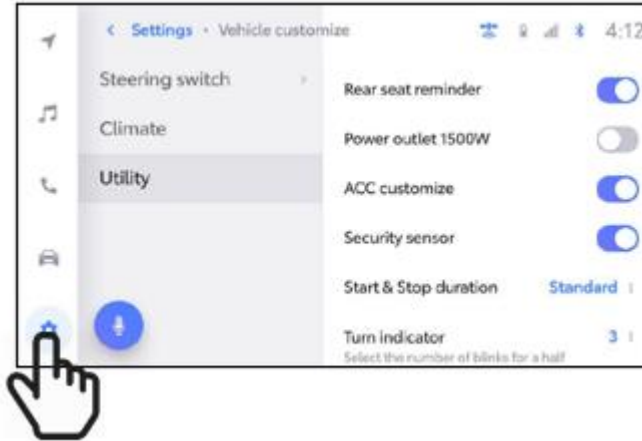 < Settings · Vehicle customize 4:12
Steering switch >
Climate
Utility
Rear seat reminder
Power outlet 1500W
ACC customize
Security sensor
Start & Stop duration Standard
Turn indicator 3
Select the number of blinks for a half